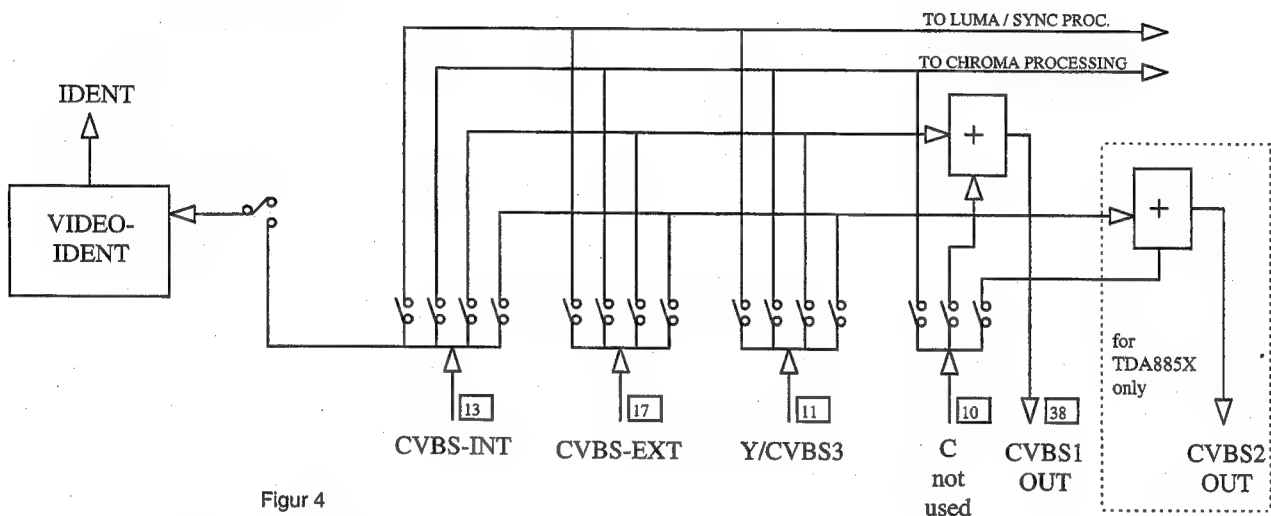 TO LUMA / SYNC PROC.
TO CHROMA PROCESSING
IDENT
+
+
VIDEO-
IDENT
for
TDA885X
only
13
17
11
10
38
CVBS-INT
CVBS-EXT
Y/CVBS3
C
not
used
CVBS1
OUT
CVBS2
OUT
Figur 4